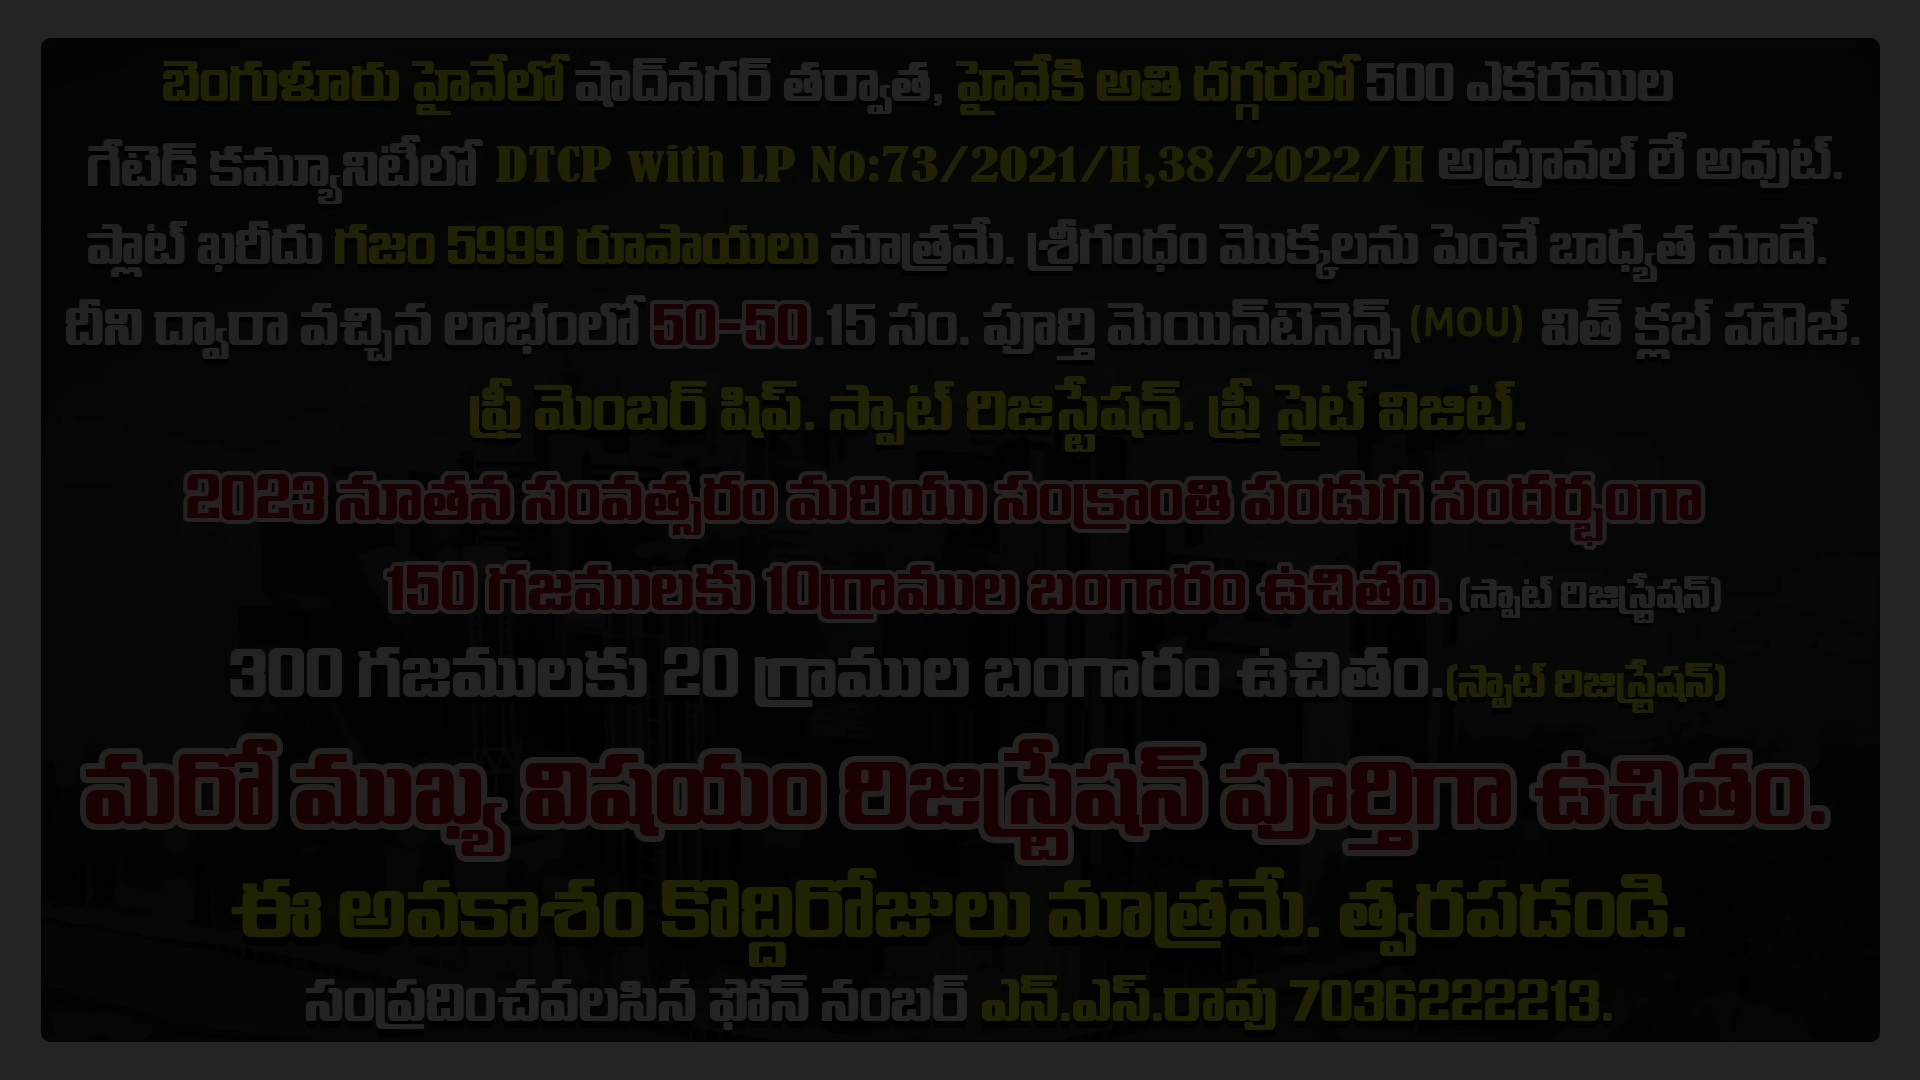 బెంగుళూరు హైవేలో షాద్‌నగర్ తర్వాత, హైవేకి అతి దగ్గరలో 500 ఎకరముల
గేటెడ్ కమ్యూనిటీలో DTCP with LP No:73/2021/H,38/2022/H అప్రూవల్ లే అవుట్.
ప్లాట్ ఖరీదు గజం 5999 రూపాయలు మాత్రమే. శ్రీగంధం మొక్కలను పెంచే బాధ్యత మాదే.
దీని ద్వారా వచ్చిన లాభంలో 50-50.15 సం. పూర్తి మెయిన్‌టెనెన్స్ (MOU) విత్ క్లబ్ హౌజ్.
ఫ్రీ మెంబర్ షిప్. స్పాట్ రిజిస్ట్రేషన్. ఫ్రీ సైట్ విజిట్.
2023 నూతన సంవత్సరం మరియు సంక్రాంతి పండుగ సందర్భంగా
150 గజములకు 10గ్రాముల బంగారం ఉచితం. (స్పాట్ రిజిస్ట్రేషన్)
300 గజములకు 20 గ్రాముల బంగారం ఉచితం.(స్పాట్ రిజిస్ట్రేషన్)
మరో ముఖ్య విషయం రిజిస్ట్రేషన్ పూర్తిగా ఉచితం.
ఈ అవకాశం కొద్దిరోజులు మాత్రమే. త్వరపడండి.
సంప్రదించవలసిన ఫోన్ నంబర్ ఎన్.ఎస్.రావు 7036222213.